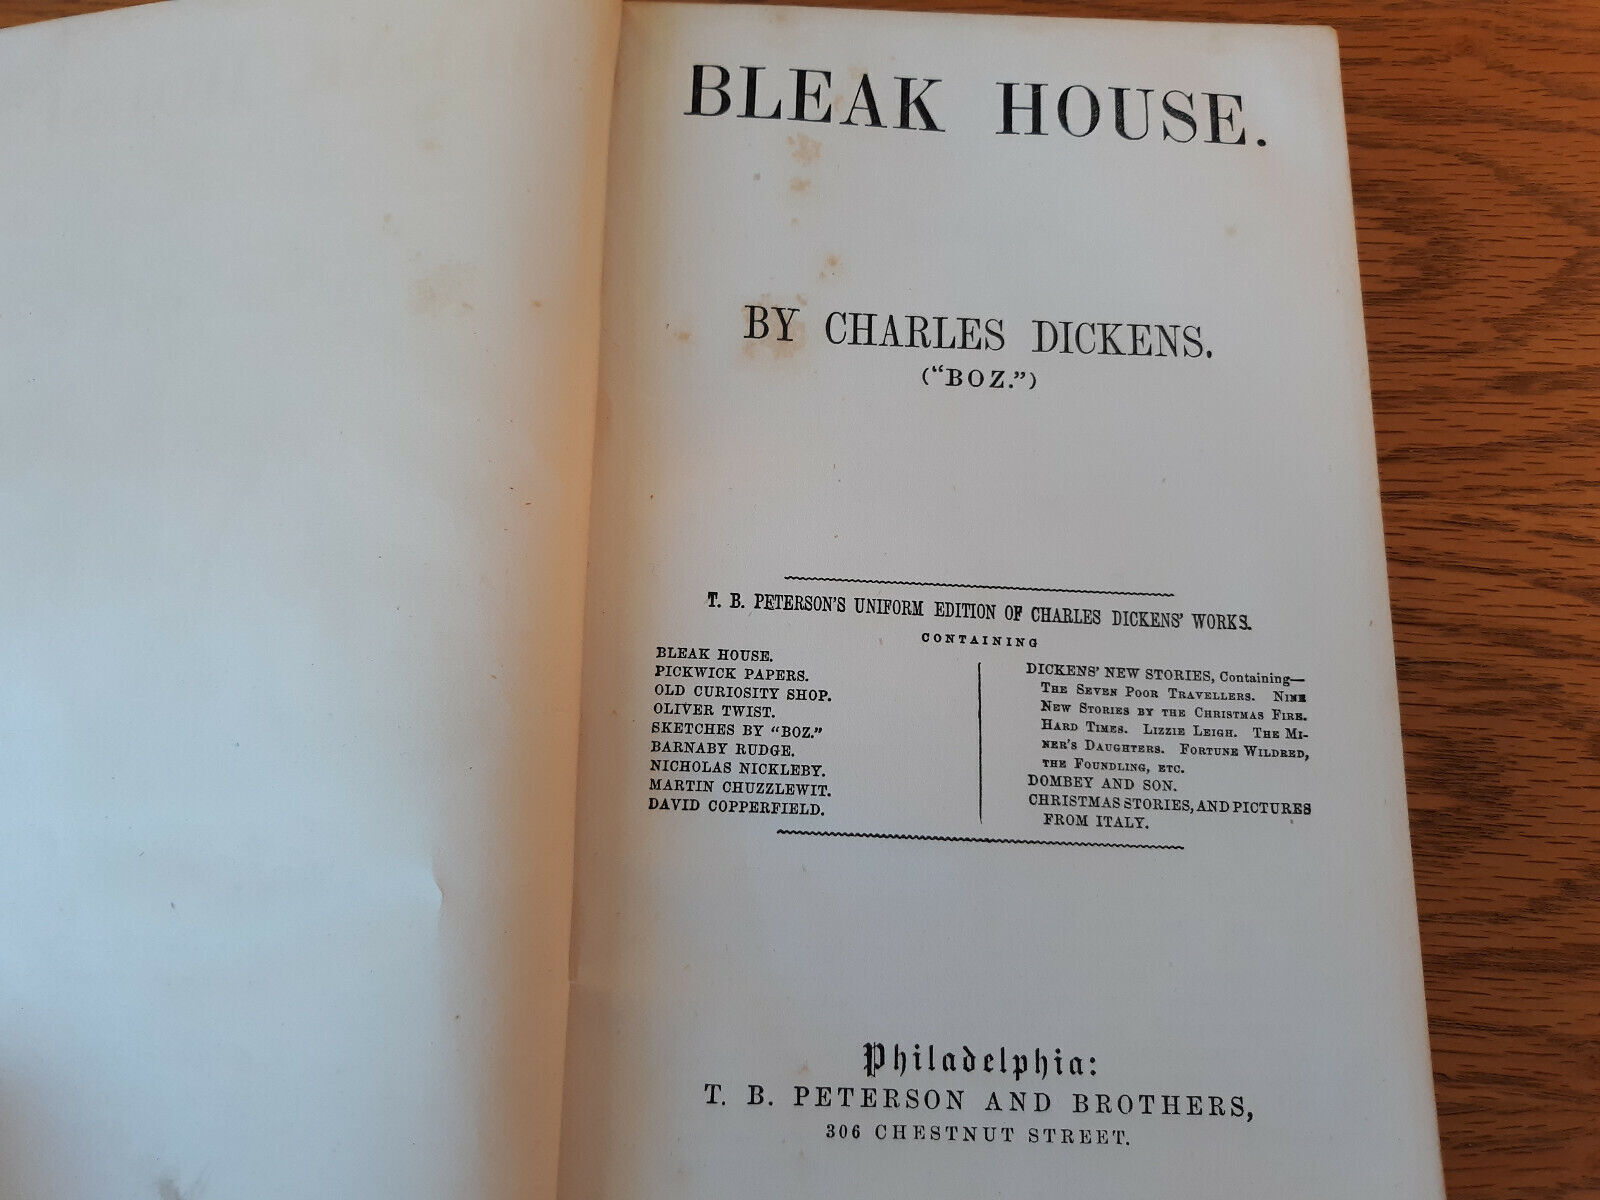 BLEAK HOUSE.
BY CHARLES DICKENS.
("BOZ.")
T. B. PETERSON'S UNIFORM EDITION OF CHARLES DICKENS' WORKS.
CONTAINING
BLEAK HOUSE.
PICKWICK PAPERS.
OLD CURIOSITY SHOP.
OLIVER TWIST.
SKETCHES BY "BOZ."
BARNABY RUDGE.
NICHOLAS NICKLEBY.
MARTIN CHUZZLEWIT.
DAVID COPPERFIELD.
DICKENS' NEW STORIES, Containing—
THE SEVEN POOR TRAVELLERS. NINE
NEW STORIES BY THE CHRISTMAS FIRE.
HARD TIMES. LIZZIE LEIGH. THE MI-
NER'S DAUGHTERS. FORTUNE WILDRED,
THE FOUNDLING, ETC.
DOMBEY AND SON.
CHRISTMAS STORIES, AND PICTURES
FROM ITALY.
Philadelphia:
T. B. PETERSON AND BROTHERS,
306 CHESTNUT STREET.